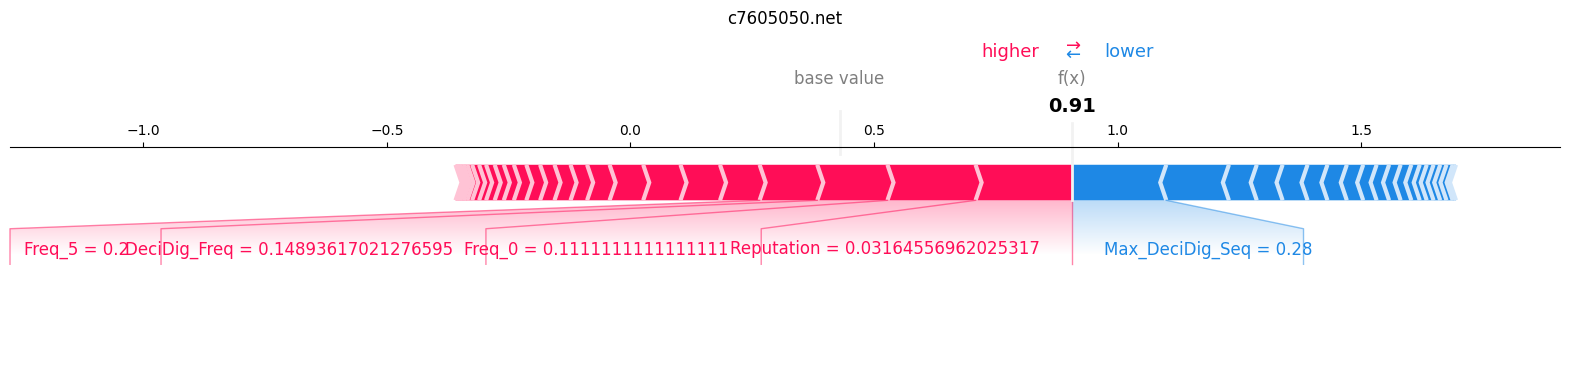 c7605050.net
higher ⇄ lower
base value f(x)
0.91
−1.0 −0.5 0.0 0.5 1.0 1.5
Freq_5 = 0.2 DeciDig_Freq = 0.14893617021276595 Freq_0 = 0.1111111111111111 Reputation = 0.03164556962025317 Max_DeciDig_Seq = 0.28